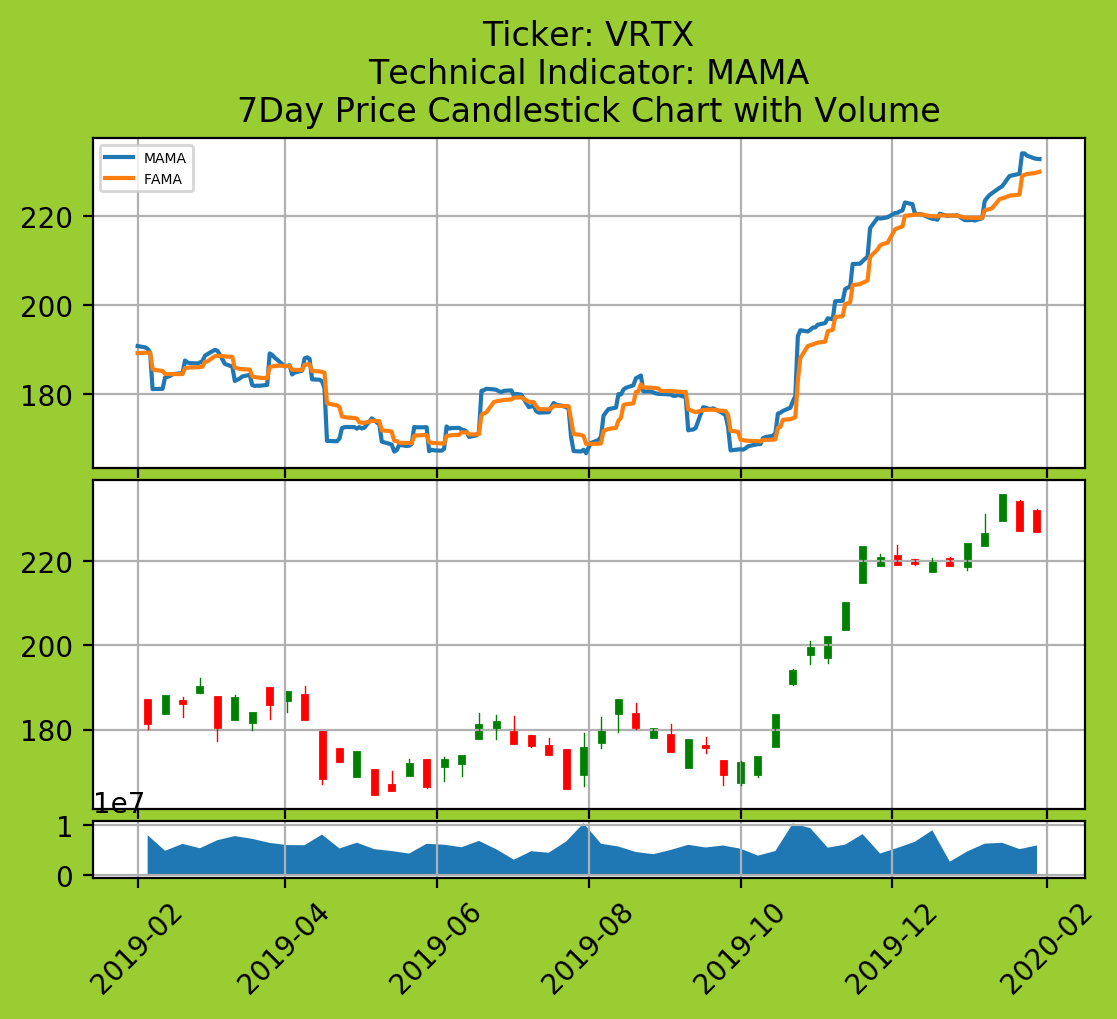 Ticker: VRTX
Technical Indicator: MAMA
7Day Price Candlestick Chart with Volume
MAMA
FAMA
220
200
180
220
200
180
1e7
1
0
2019-02
2019-04
2019-06
2019-08
2019-10
2019-12
2020-02